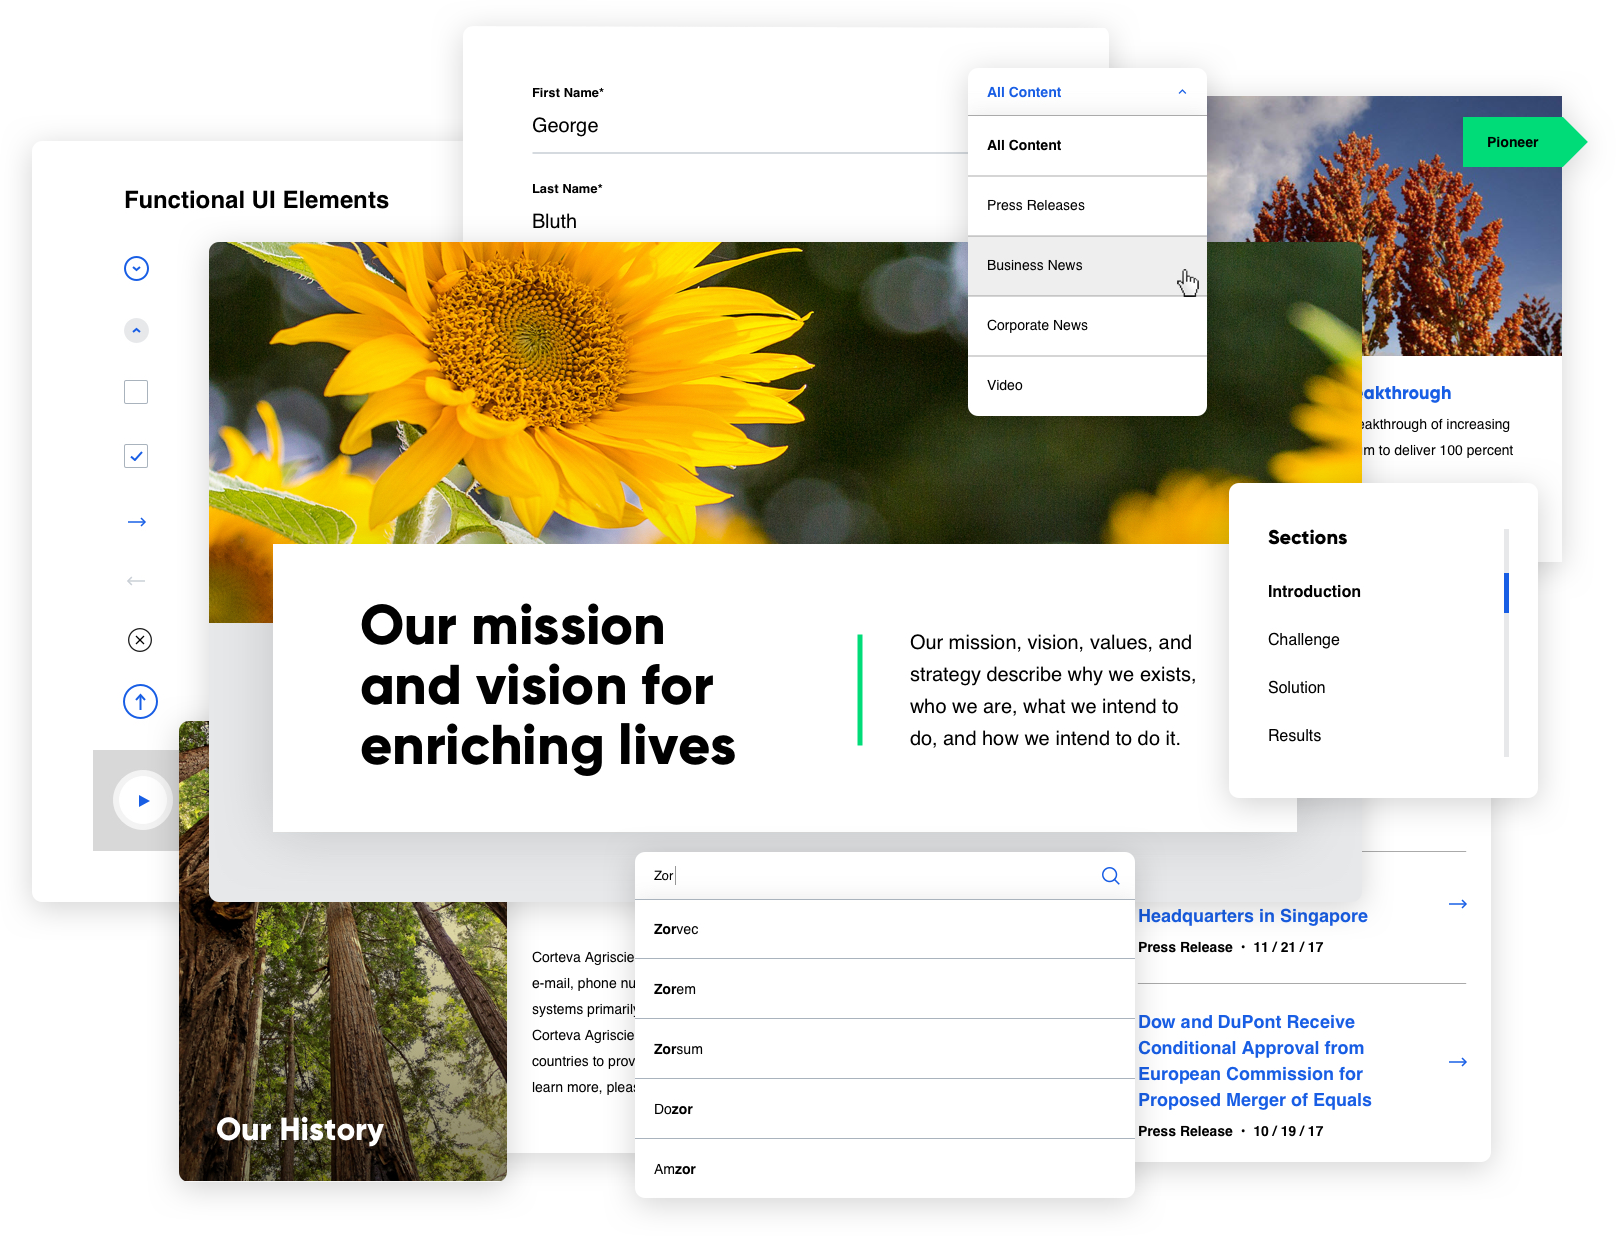 First Name*
George
Last Name*
Bluth
All Content
All Content
Press Releases
Business News
Corporate News
Video
Pioneer
Functional UI Elements
eakthrough of increasing
m to deliver 100 percent
Our mission
and vision for
enriching lives
Our mission, vision, values, and
strategy describe why we exists,
who we are, what we intend to
do, and how we intend to do it.
Sections
Introduction
Challenge
Solution
Results
Zor
Zorvec
Zorem
Zorsum
Dozor
Amzor
Corteva Agriscie
e-mail, phone nu
systems primarily
Corteva Agriscie
countries to prov
learn more, pleas
Our History
Headquarters in Singapore
Press Release · 11 / 21 / 17
Dow and DuPont Receive
Conditional Approval from
European Commission for
Proposed Merger of Equals
Press Release · 10 / 19 / 17